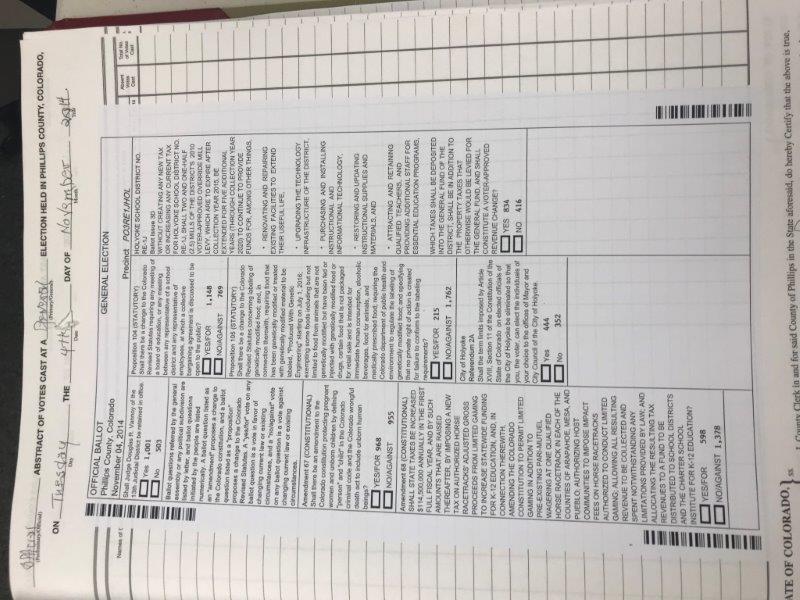 Official
ABSTRACT OF VOTES CAST AT A General ELECTION HELD IN PHILLIPS COUNTY, COLORADO,
(Preliminary/Official)
(Primary/General)
ON Tuesday THE 4th DAY OF November 2014
Day
Date
Month
Names of
Precinct PO3REI/HOL
Absent Votes Cast
Total No. of Votes Cast
OFFICIAL BALLOT
Phillips County, Colorado
November 04, 2014
GENERAL ELECTION
Shall Judge Douglas R. Vannoy of the
13th Judicial District be retained in office.
Yes 1,001
No 503
Ballot questions referred by the general
assembly or any political subdivision are
listed by letter, and ballot questions
initiated by the people are listed
numerically. A ballot question listed as
an "amendment" proposes a change to
the Colorado constitution, and a ballot
question listed as a "proposition"
proposes a change to the Colorado
Revised Statutes. A "yes/for" vote on any
ballot question is a vote in favor of
changing current law or existing
circumstances, and a "no/against" vote
on any ballot question is a vote against
changing current law or existing
circumstances.
Amendment 67 (CONSTITUTIONAL)
Shall there be an amendment to the
Colorado constitution protecting pregnant
women and unborn children by defining
"person" and "child" in the Colorado
criminal code and the Colorado wrongful
death act to include unborn human
beings?
YES/FOR 968
NO/AGAINST 955
Amendment 68 (CONSTITUTIONAL)
SHALL STATE TAXES BE INCREASED
$114,500,000 ANNUALLY IN THE FIRST
FULL FISCAL YEAR, AND BY SUCH
AMOUNTS THAT ARE RAISED
THEREAFTER, BY IMPOSING A NEW
TAX ON AUTHORIZED HORSE
RACETRACKS' ADJUSTED GROSS
PROCEEDS FROM LIMITED GAMING
TO INCREASE STATEWIDE FUNDING
FOR K-12 EDUCATION, AND, IN
CONNECTION THEREWITH,
AMENDING THE COLORADO
CONSTITUTION TO PERMIT LIMITED
GAMING IN ADDITION TO
PRE-EXISTING PARI-MUTUEL
WAGERING AT ONE QUALIFIED
HORSE RACETRACK IN EACH OF THE
COUNTIES OF ARAPAHOE, MESA, AND
PUEBLO; AUTHORIZING HOST
COMMUNITIES TO IMPOSE IMPACT
FEES ON HORSE RACETRACKS
AUTHORIZED TO CONDUCT LIMITED
GAMING; ALLOWING ALL RESULTING
REVENUE TO BE COLLECTED AND
SPENT NOTWITHSTANDING ANY
LIMITATIONS PROVIDED BY LAW; AND
ALLOCATING THE RESULTING TAX
REVENUES TO A FUND TO BE
DISTRIBUTED TO SCHOOL DISTRICTS
AND THE CHARTER SCHOOL
INSTITUTE FOR K-12 EDUCATION?
YES/FOR 598
NO/AGAINST 1,378
Proposition 104 (STATUTORY)
Shall there be a change to the Colorado
Revised Statutes requiring any meeting of
a board of education, or any meeting
between any representative of a school
district and any representative of
employees, at which a collective
bargaining agreement is discussed to be
open to the public?
YES/FOR 1,148
NO/AGAINST 769
Proposition 105 (STATUTORY)
Shall there be a change to the Colorado
Revised Statutes concerning labeling of
genetically modified food; and, in
connection therewith, requiring food that
has been genetically modified or treated
with genetically modified material to be
labeled, "Produced With Genetic
Engineering" starting on July 1, 2016;
exempting some foods including but not
limited to food from animals that are not
genetically modified but have been fed or
injected with genetically modified food or
drugs, certain food that is not packaged
for retail sale and is intended for
immediate human consumption, alcoholic
beverages, food for animals, and
medically prescribed food; requiring the
Colorado department of public health and
environment to regulate the labeling of
genetically modified food; and specifying
that no private right of action is created
for failure to conform to the labeling
requirements?
YES/FOR 215
NO/AGAINST 1,762
City of Holyoke
Referendum 2A
Shall the term limits imposed by Article
XVIII, Section 11 of the Constitution of the
State of Colorado on elected officials of
the City of Holyoke be eliminated so that
you, the voter, can elect the individuals of
your choice to the offices of Mayor and
City Council of the City of Holyoke.
Yes 464
No 352
HOLYOKE SCHOOL DISTRICT NO.
RE-1J
Ballot Issue 3D
WITHOUT CREATING ANY NEW TAX
OR INCREASING ANY CURRENT TAX
FOR HOLYOKE SCHOOL DISTRICT NO.
RE-1J, SHALL TWO AND ONE-HALF
(2.5) MILLS OF THE DISTRICT'S 2010
VOTER-APPROVED OVERRIDE MILL
LEVY, WHICH ARE TO EXPIRE AFTER
COLLECTION YEAR 2015, BE
EXTENDED FOR FIVE ADDITIONAL
YEARS (THROUGH COLLECTION YEAR
2020) TO CONTINUE TO PROVIDE
FUNDS FOR, AMONG OTHER THINGS,
* RENOVATING AND REPAIRING
EXISTING FACILITIES TO EXTEND
THEIR USEFUL LIFE,
* UPGRADING THE TECHNOLOGY
INFRASTRUCTURE OF THE DISTRICT,
* PURCHASING AND INSTALLING
INSTRUCTIONAL AND
INFORMATIONAL TECHNOLOGY,
* RESTORING AND UPDATING
INSTRUCTIONAL SUPPLIES AND
MATERIALS, AND
* ATTRACTING AND RETAINING
QUALIFIED TEACHERS, AND
PROVIDING ADDITIONAL STAFF FOR
ESSENTIAL EDUCATION PROGRAMS,
WHICH TAXES SHALL BE DEPOSITED
INTO THE GENERAL FUND OF THE
DISTRICT, SHALL BE IN ADDITION TO
THE PROPERTY TAXES THAT
OTHERWISE WOULD BE LEVIED FOR
THE GENERAL FUND, AND SHALL
CONSTITUTE A VOTER-APPROVED
REVENUE CHANGE?
YES 834
NO 416
ATE OF COLORADO, } ss
I, County Clerk in and for said County of Phillips in the State aforesaid, do hereby Certify that the above is true,